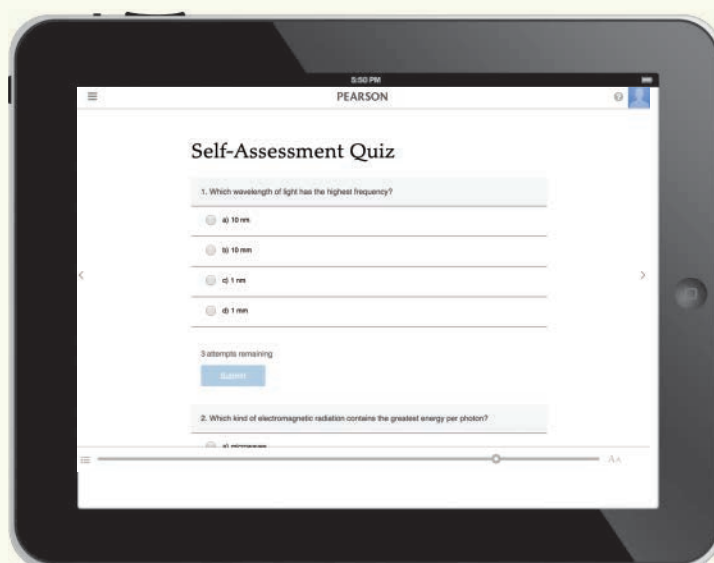 5:50 PM
PEARSON
Self-Assessment Quiz
1. Which wavelength of light has the highest frequency?
a) 10 nm
b) 10 mm
c) 1 nm
d) 1 mm
3 attempts remaining
Submit
2. Which kind of electromagnetic radiation contains the greatest energy per photon?
a) microwaves
AA